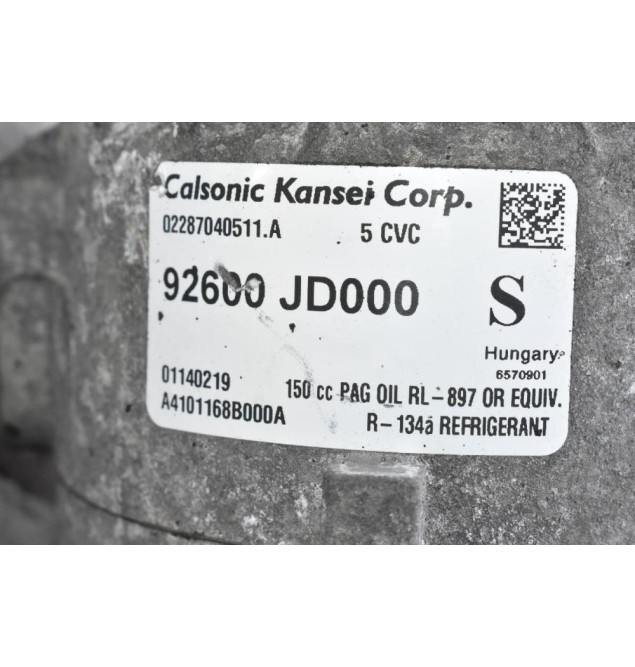 Calsonic Kansei Corp.
02287040511.A 5 CVC
92600 JD000 S
Hungary
6570901
01140219 150 cc PAG OIL RL-897 OR EQUIV.
A4101168B000A R-134a REFRIGERANT